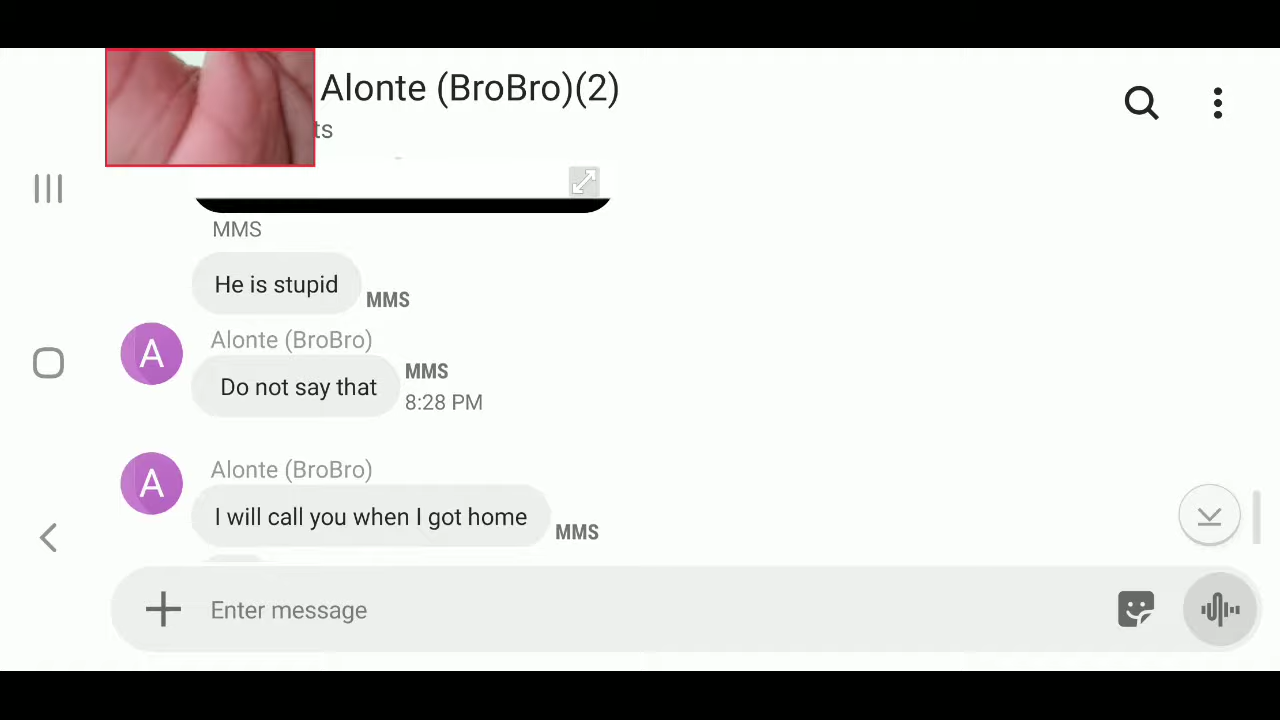 Alonte (BroBro)(2)
ts
MMS
He is stupid
MMS
A
Alonte (BroBro)
Do not say that
MMS
8:28 PM
A
Alonte (BroBro)
I will call you when I got home
MMS
Enter message